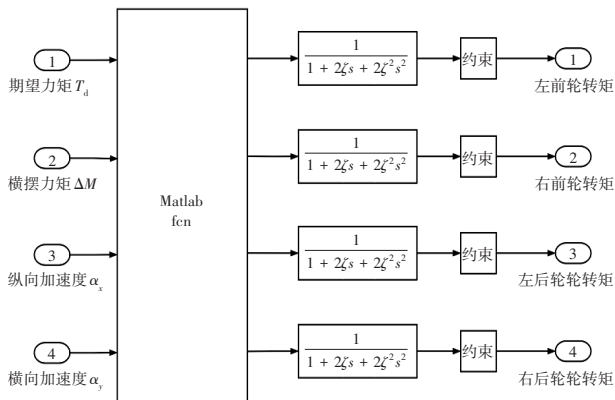 1
期望力矩 T_d
2
横摆力矩 ΔM
3
纵向加速度 α_x
4
横向加速度 α_y
Matlab
fcn
1
1 + 2ζs + 2ζ²s²
约束
1
左前轮转矩
1
1 + 2ζs + 2ζ²s²
约束
2
右前轮转矩
1
1 + 2ζs + 2ζ²s²
约束
3
左后轮轮转矩
1
1 + 2ζs + 2ζ²s²
约束
4
右后轮轮转矩